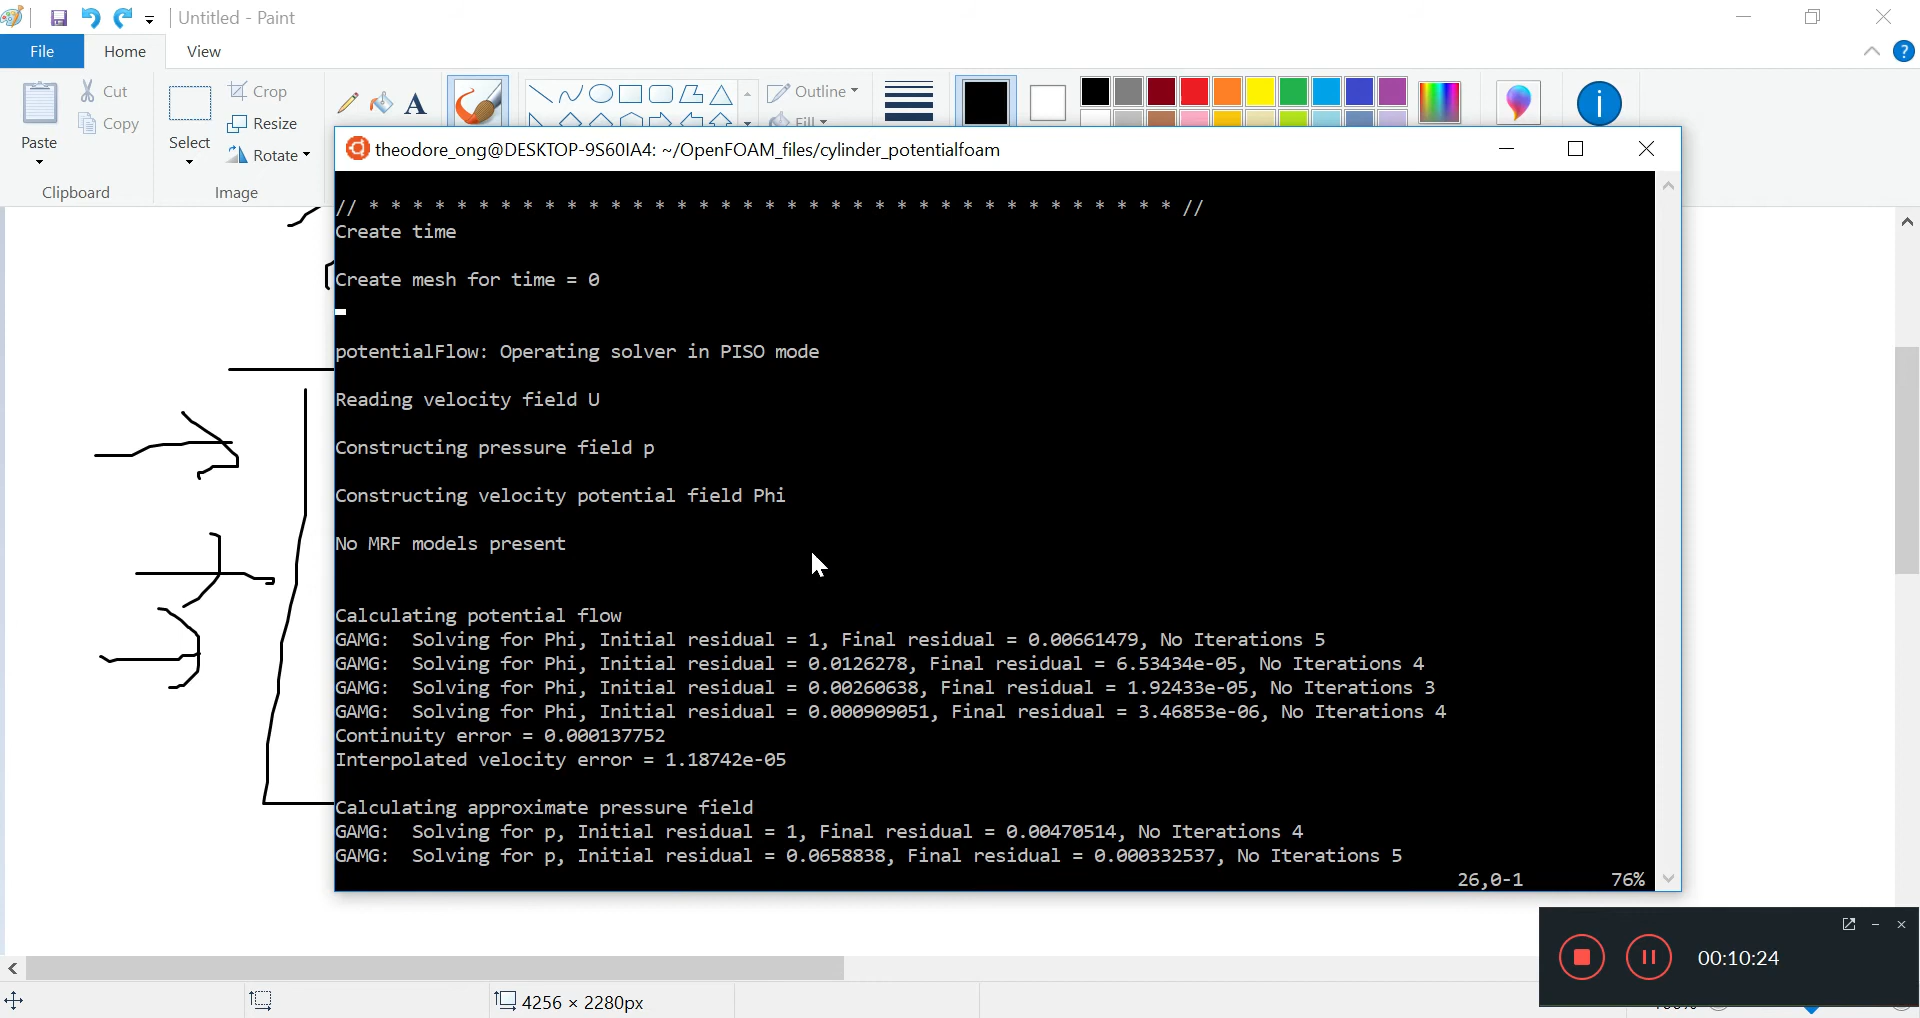 Untitled - Paint
File
Home
View
Paste
Cut
Copy
Clipboard
Select
Crop
Resize
Rotate
Image
A
Outline
Fill
theodore_ong@DESKTOP-9S60IA4: ~/OpenFOAM_files/cylinder_potentialfoam
// * * * * * * * * * * * * * * * * * * * * * * * * * * * * * * * * * * * * * //
Create time
Create mesh for time = 0
potentialFlow: Operating solver in PISO mode
Reading velocity field U
Constructing pressure field p
Constructing velocity potential field Phi
No MRF models present
Calculating potential flow
GAMG:  Solving for Phi, Initial residual = 1, Final residual = 0.00661479, No Iterations 5
GAMG:  Solving for Phi, Initial residual = 0.0126278, Final residual = 6.53434e-05, No Iterations 4
GAMG:  Solving for Phi, Initial residual = 0.00260638, Final residual = 1.92433e-05, No Iterations 3
GAMG:  Solving for Phi, Initial residual = 0.000909051, Final residual = 3.46853e-06, No Iterations 4
Continuity error = 0.000137752
Interpolated velocity error = 1.18742e-05
Calculating approximate pressure field
GAMG:  Solving for p, Initial residual = 1, Final residual = 0.00470514, No Iterations 4
GAMG:  Solving for p, Initial residual = 0.0658838, Final residual = 0.000332537, No Iterations 5
26,0-1 76%
00:10:24
4256 × 2280px